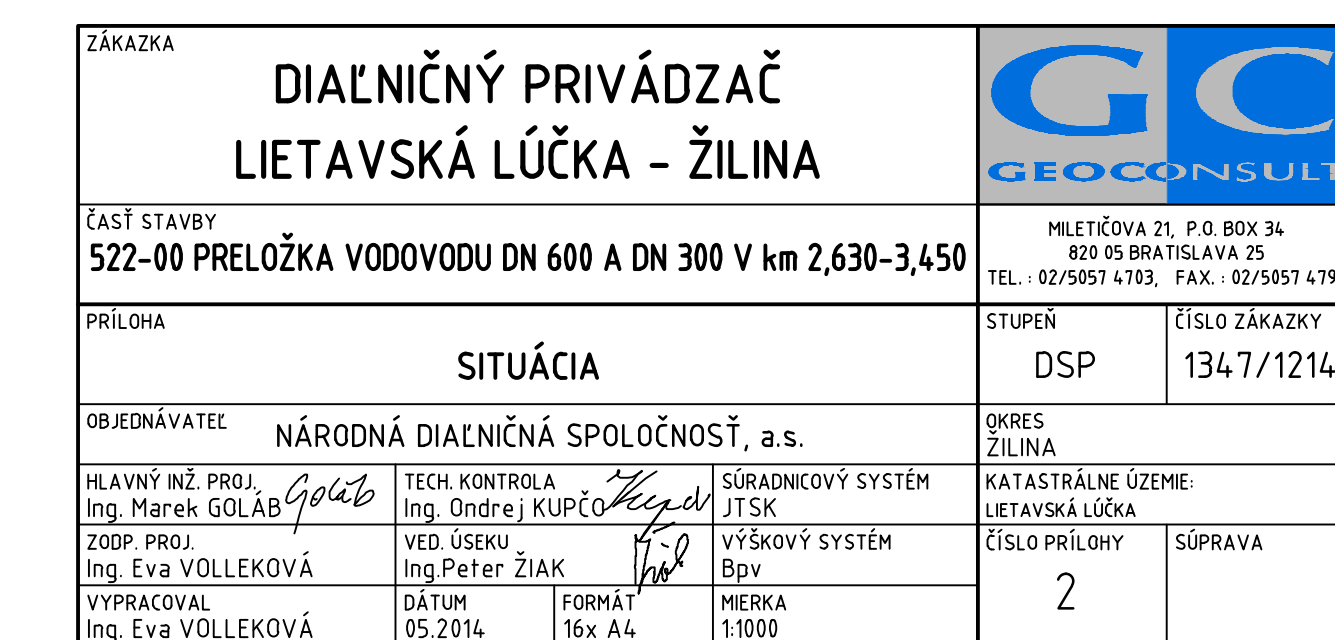 ZÁKAZKA
DIAĽNIČNÝ PRIVÁDZAČ
LIETAVSKÁ LÚČKA - ŽILINA
GC
GEOCONSULT
ČASŤ STAVBY
522-00 PRELOŽKA VODOVODU DN 600 A DN 300 V km 2,630-3,450
MILETIČOVA 21, P.O. BOX 34
820 05 BRATISLAVA 25
TEL. : 02/5057 4703, FAX. : 02/5057 479
PRÍLOHA
SITUÁCIA
STUPEŇ
DSP
ČÍSLO ZÁKAZKY
1347/1214
OBJEDNÁVATEĽ
NÁRODNÁ DIAĽNIČNÁ SPOLOČNOSŤ, a.s.
OKRES
ŽILINA
HLAVNÝ INŽ. PROJ.
Ing. Marek GOLÁB
Goláb
TECH. KONTROLA
Ing. Ondrej KUPČO
SÚRADNICOVÝ SYSTÉM
JTSK
KATASTRÁLNE ÚZEMIE:
LIETAVSKÁ LÚČKA
ZODP. PROJ.
Ing. Eva VOLLEKOVÁ
VED. ÚSEKU
Ing.Peter ŽIAK
VÝŠKOVÝ SYSTÉM
Bpv
ČÍSLO PRÍLOHY
2
SÚPRAVA
VYPRACOVAL
Ing. Eva VOLLEKOVÁ
DÁTUM
05.2014
FORMÁT
16x A4
MIERKA
1:1000